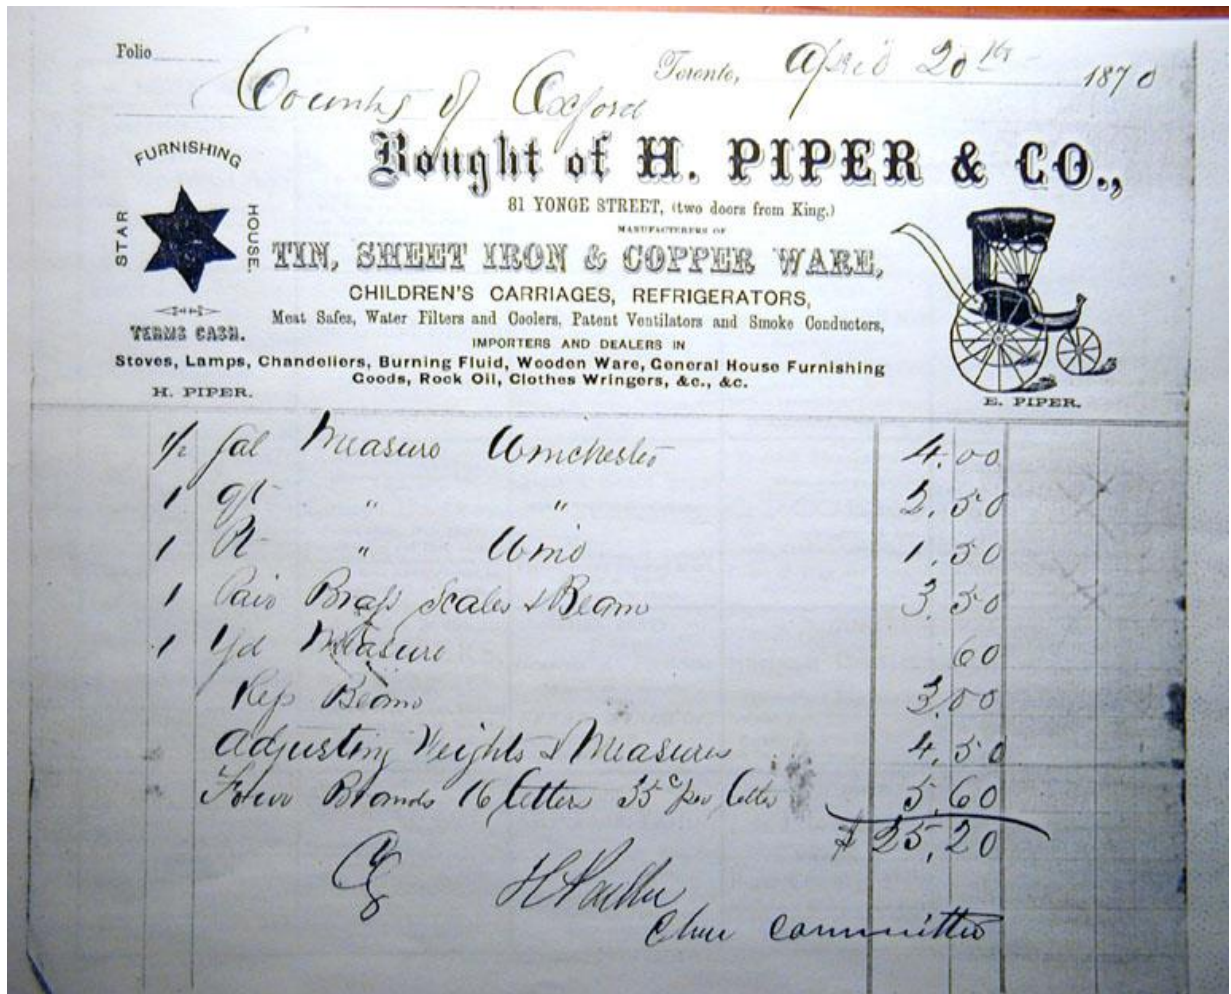 Folio
Toronto, April 20th 1870
County of Oxford
Bought of H. PIPER & CO.,
STAR FURNISHING HOUSE.
81 YONGE STREET, (two doors from King.)
MANUFACTURERS OF
TIN, SHEET IRON & COPPER WARE,
CHILDREN'S CARRIAGES, REFRIGERATORS,
TERMS CASH.
Meat Safes, Water Filters and Coolers, Patent Ventilators and Smoke Conductors,
IMPORTERS AND DEALERS IN
Stoves, Lamps, Chandeliers, Burning Fluid, Wooden Ware, General House Furnishing
Goods, Rock Oil, Clothes Wringers, &c., &c.
H. PIPER. E. PIPER.
1/2 Gal Measure Winchester 4.00
1 qt " " 2.50
1 Pt " Wine 1.50
1 Pair Brass Scales & Beam 3.50
1 Yd Measure 60
Rep Beam 3.00
Adjusting Weights & Measures 4.50
Brands 16 letters 35c per letter 5.60
$ 25.20
Committee